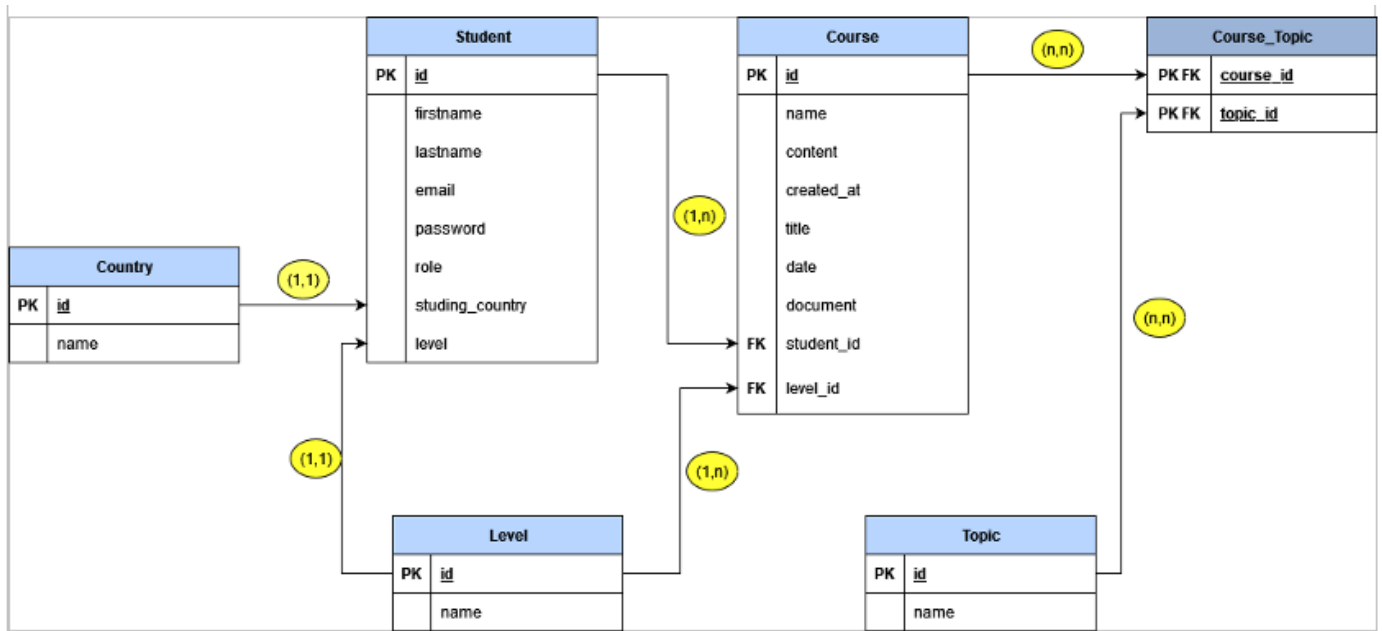 Student
PK id
firstname
lastname
email
password
role
studing_country
level
Course
PK id
name
content
created_at
title
date
document
FK student_id
FK level_id
Course_Topic
PK FK course_id
PK FK topic_id
Country
PK id
name
Level
PK id
name
Topic
PK id
name
(1,1)
(1,1)
(1,n)
(1,n)
(n,n)
(n,n)